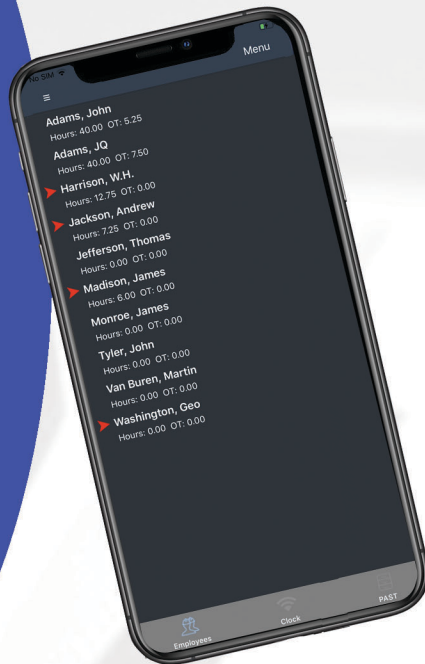 No SIM
Menu
Adams, John
Hours: 40.00 OT: 5.25
Adams, JQ
Hours: 40.00 OT: 7.50
Harrison, W.H.
Hours: 12.75 OT: 0.00
Jackson, Andrew
Hours: 7.25 OT: 0.00
Jefferson, Thomas
Hours: 0.00 OT: 0.00
Madison, James
Hours: 6.00 OT: 0.00
Monroe, James
Hours: 0.00 OT: 0.00
Tyler, John
Hours: 0.00 OT: 0.00
Van Buren, Martin
Hours: 0.00 OT: 0.00
Washington, Geo
Hours: 0.00 OT: 0.00
Employees
Clock
PAST